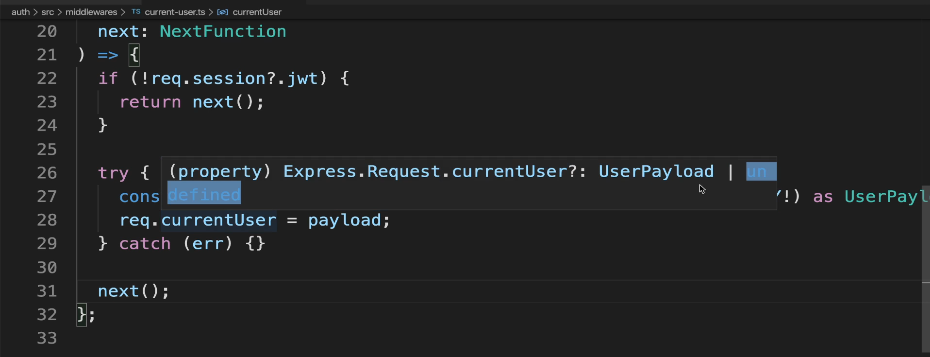 auth > src > middlewares > TS current-user.ts > currentUser
20 next: NextFunction
21 ) => {
22 if (!req.session?.jwt) {
23 return next();
24 }
25
26 try {
(property) Express.Request.currentUser?: UserPayload | un
defined
27 cons !) as UserPayl
28 req.currentUser = payload;
29 } catch (err) {}
30
31 next();
32 };
33